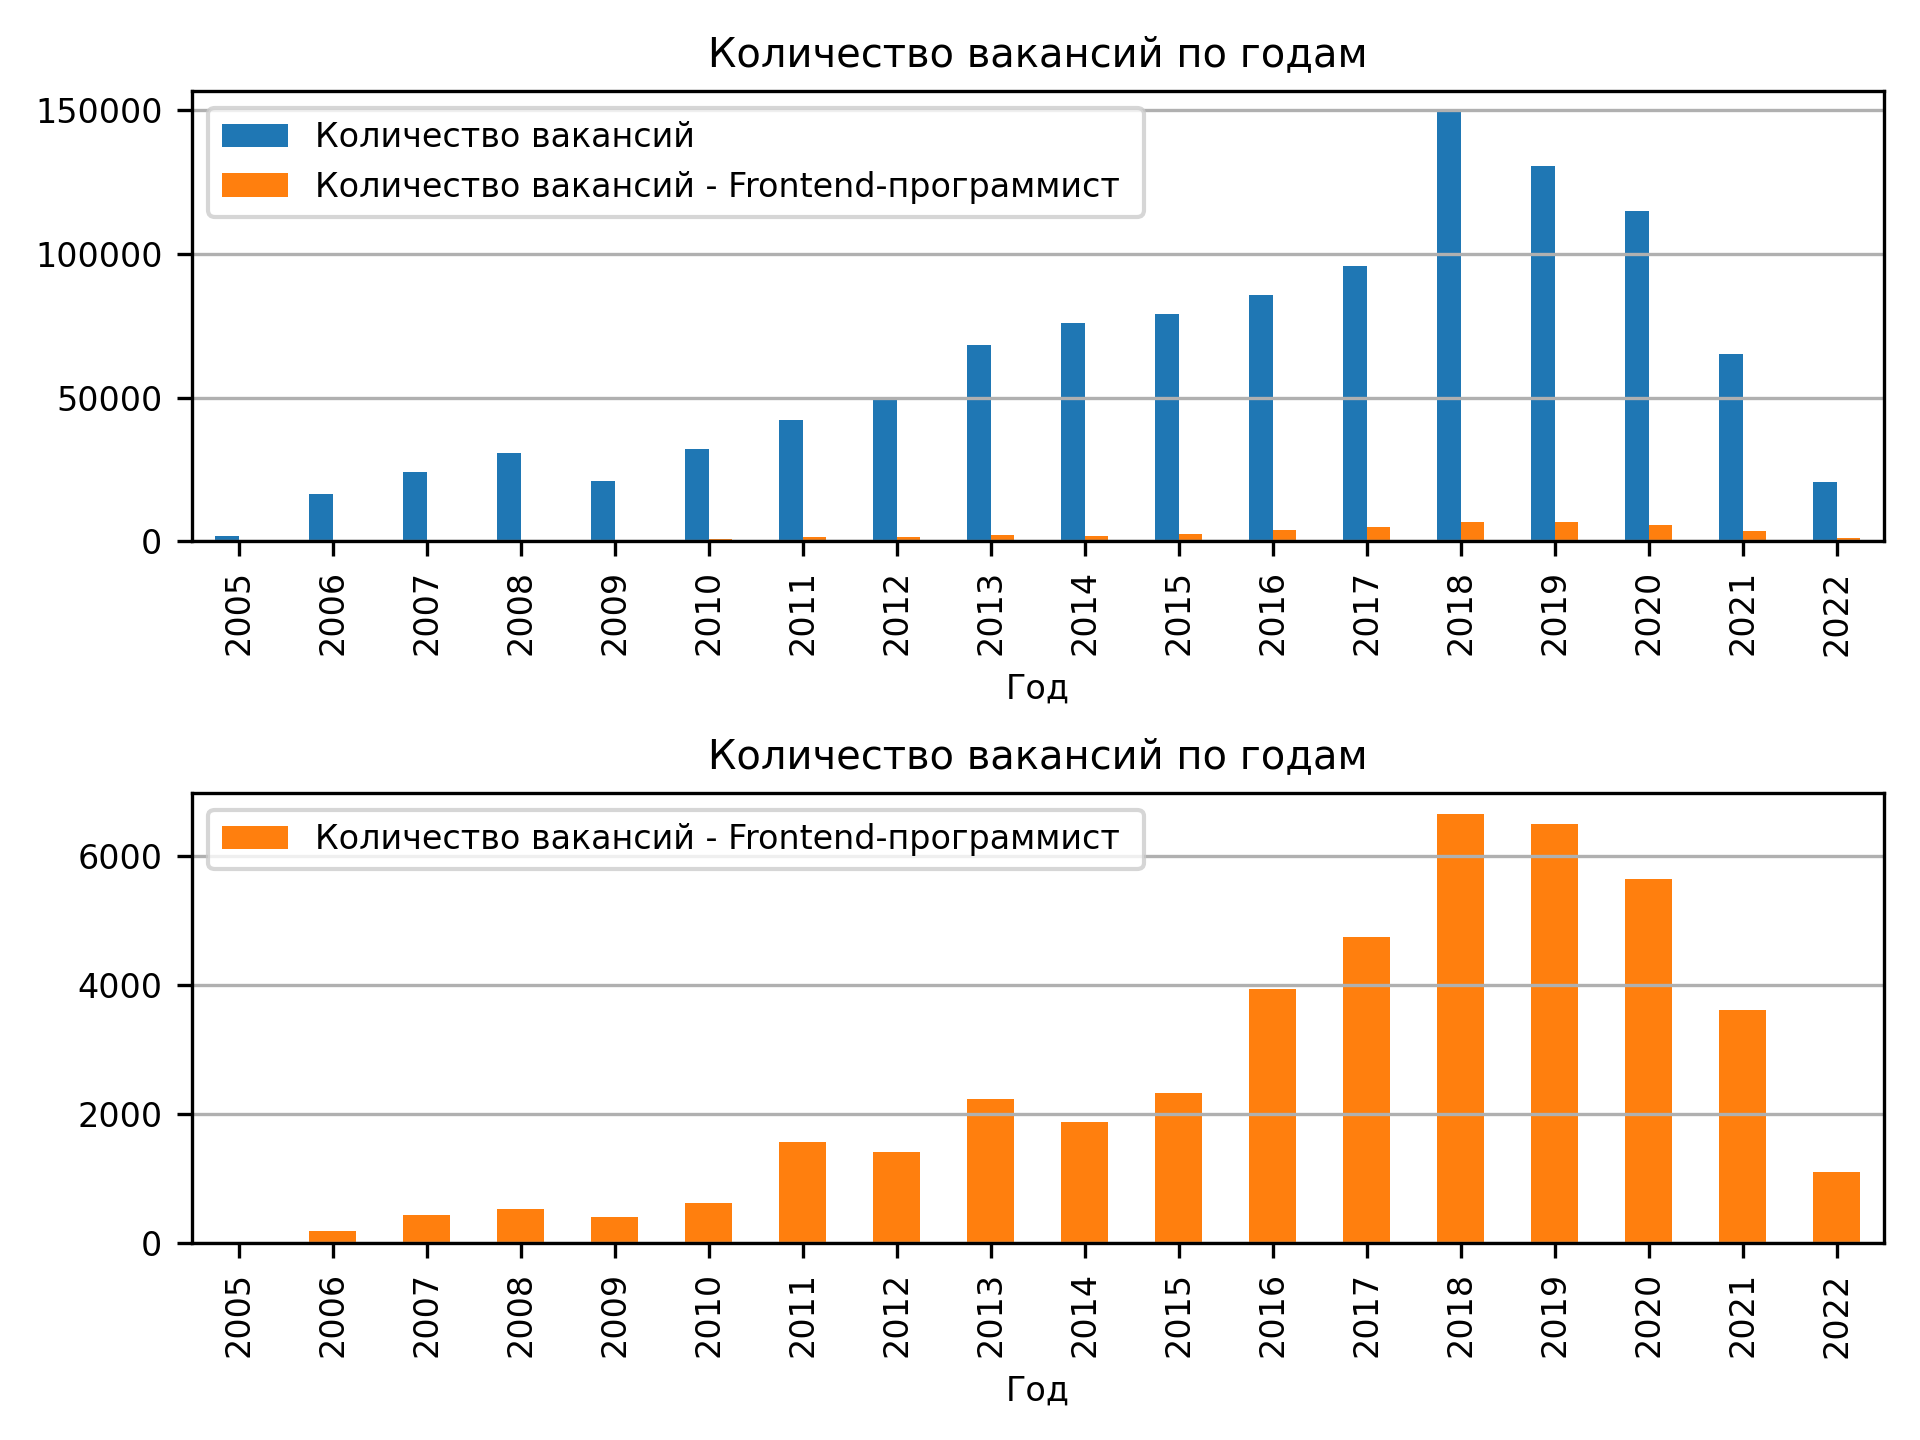 Количество вакансий по годам
150000
100000
50000
0
Количество вакансий
Количество вакансий - Frontend-программист
2005 2006 2007 2008 2009 2010 2011 2012 2013 2014 2015 2016 2017 2018 2019 2020 2021 2022
Год
Количество вакансий по годам
6000
4000
2000
0
Количество вакансий - Frontend-программист
2005 2006 2007 2008 2009 2010 2011 2012 2013 2014 2015 2016 2017 2018 2019 2020 2021 2022
Год